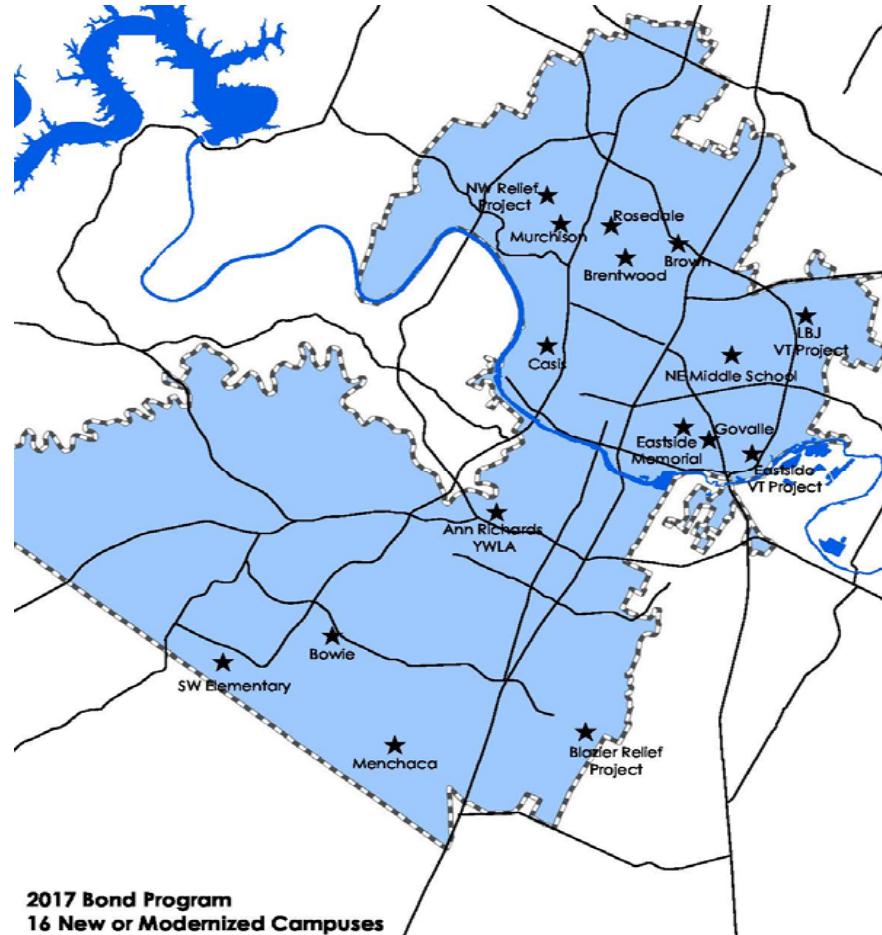 NW Relief
Project
Murchison
Rosedale
Brentwood
Brown
LBJ
VT Project
Casis
NE Middle School
Govalle
Eastside
Memorial
Eastside
VT Project
Ann Richards
YWLA
Bowie
SW Elementary
Menchaca
Blazier Relief
Project
2017 Bond Program
16 New or Modernized Campuses